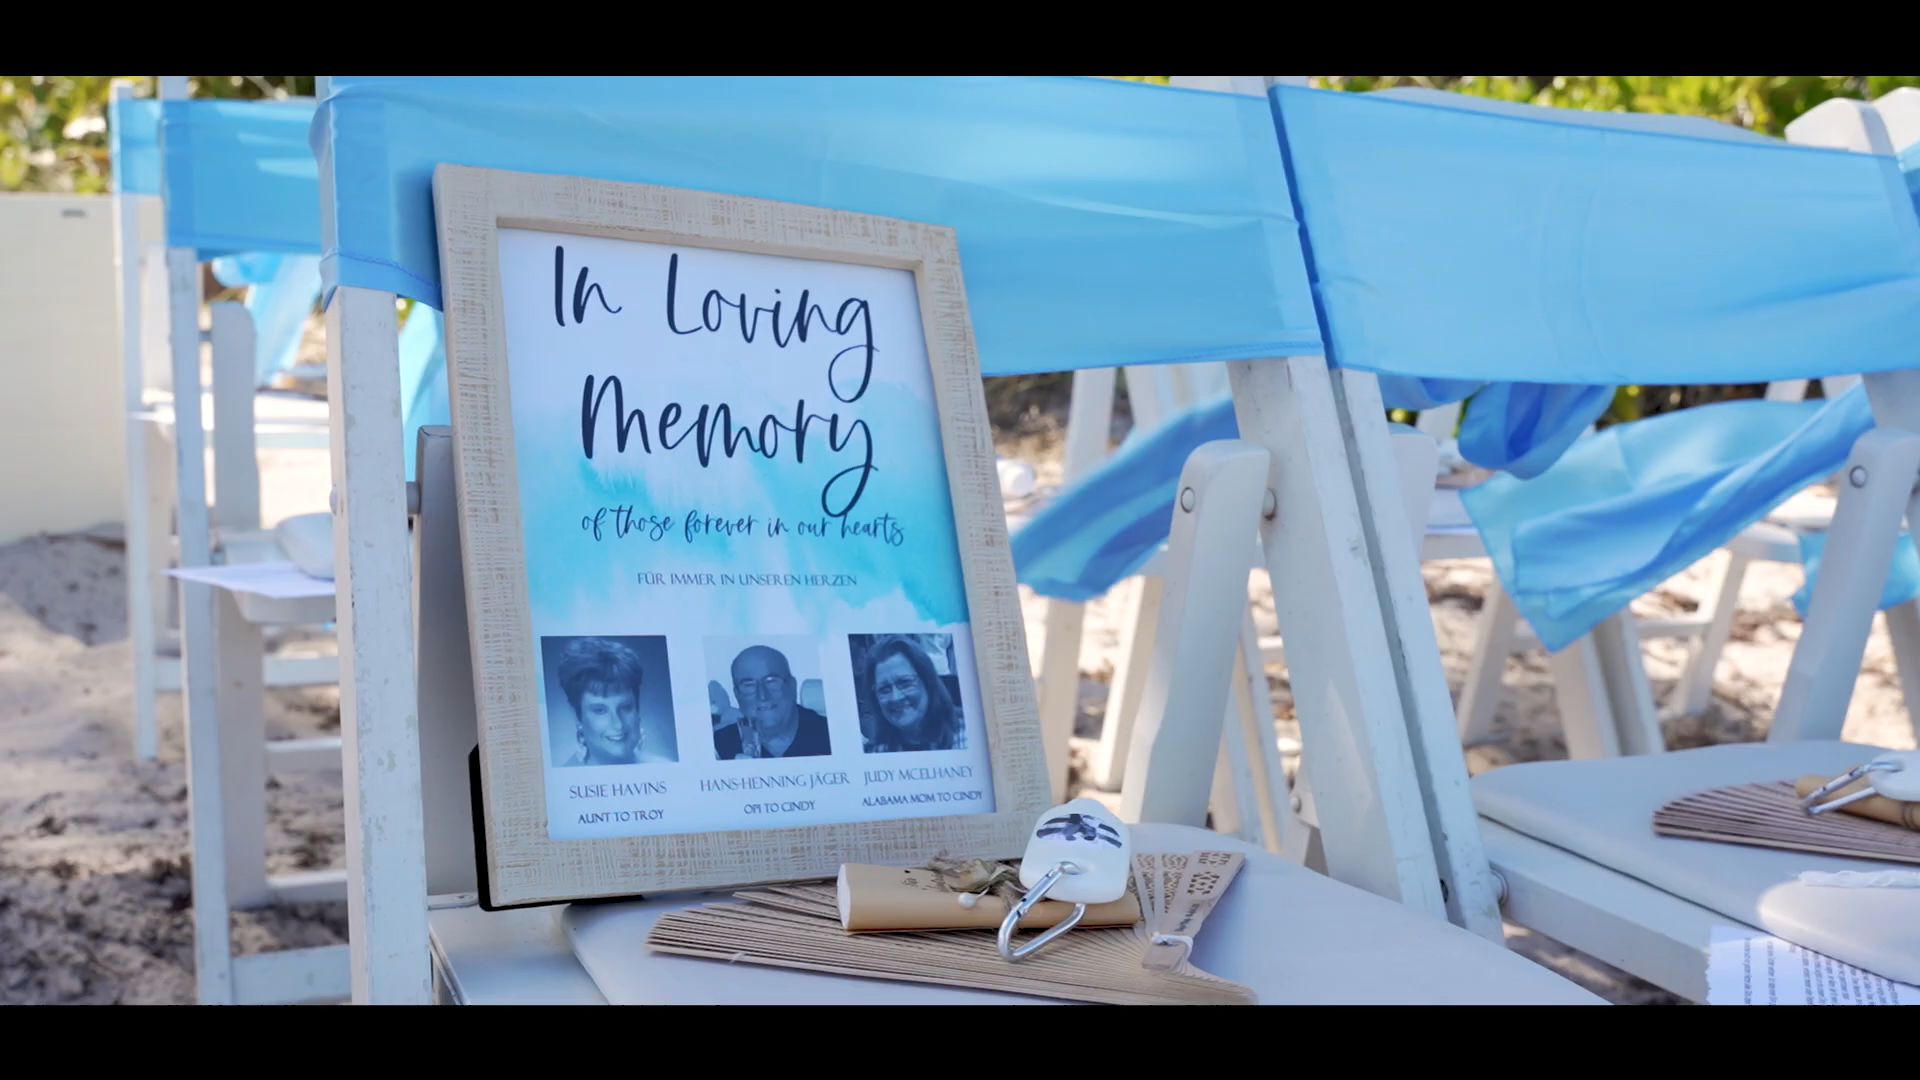 In Loving
Memory
of those forever in our hearts
FÜR IMMER IN UNSEREN HERZEN
SUSIE HAVINS
AUNT TO TROY
HANS-HENNING JÄGER
OPI TO CINDY
JUDY MCELHANEY
ALABAMA MOM TO CINDY